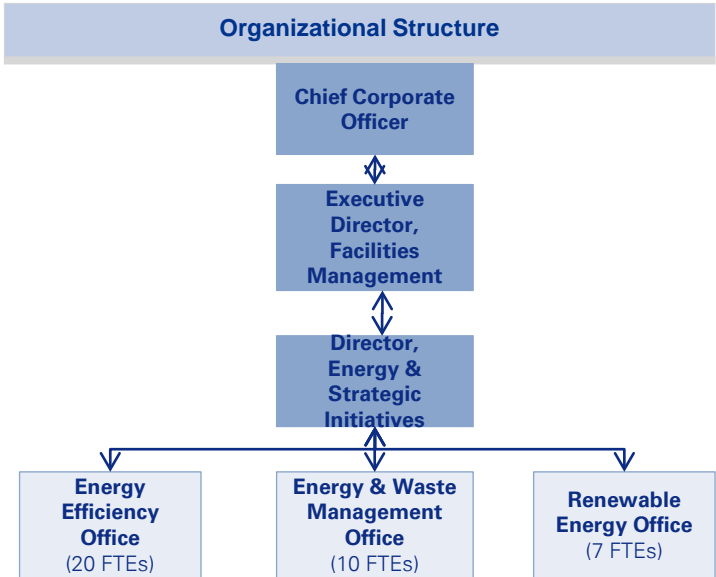 Organizational Structure
Chief Corporate
Officer
Executive
Director,
Facilities
Management
Director,
Energy &
Strategic
Initiatives
Energy
Efficiency
Office
(20 FTEs)
Energy & Waste
Management
Office
(10 FTEs)
Renewable
Energy Office
(7 FTEs)